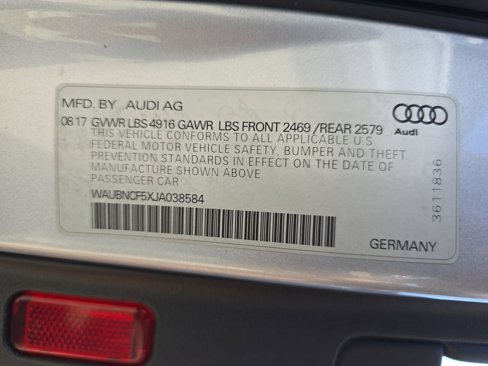 MFD. BY AUDI AG
08 17 GVWR LBS 4916 GAWR LBS FRONT 2469 /REAR 2579
THIS VEHICLE CONFORMS TO ALL APPLICABLE U S
FEDERAL MOTOR VEHICLE SAFETY, BUMPER AND THEFT
PREVENTION STANDARDS IN EFFECT ON THE DATE OF
MANUFACTURE SHOWN ABOVE
PASSENGER CAR
WAUBNCF5XJA038584
Audi
3611836
GERMANY